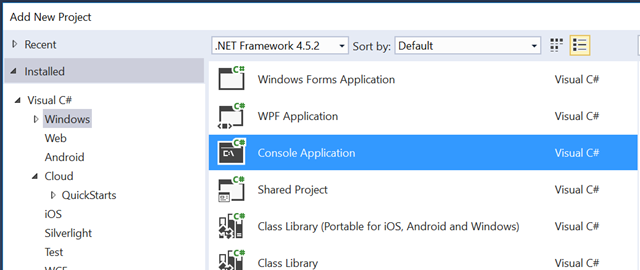 Add New Project
Recent
.NET Framework 4.5.2 Sort by: Default
Installed
Windows Forms Application Visual C#
Visual C#
Windows
WPF Application Visual C#
Web
Android
Console Application Visual C#
Cloud
QuickStarts
Shared Project Visual C#
iOS
Silverlight
Class Library (Portable for iOS, Android and Windows) Visual C#
Test
WCF
Class Library Visual C#